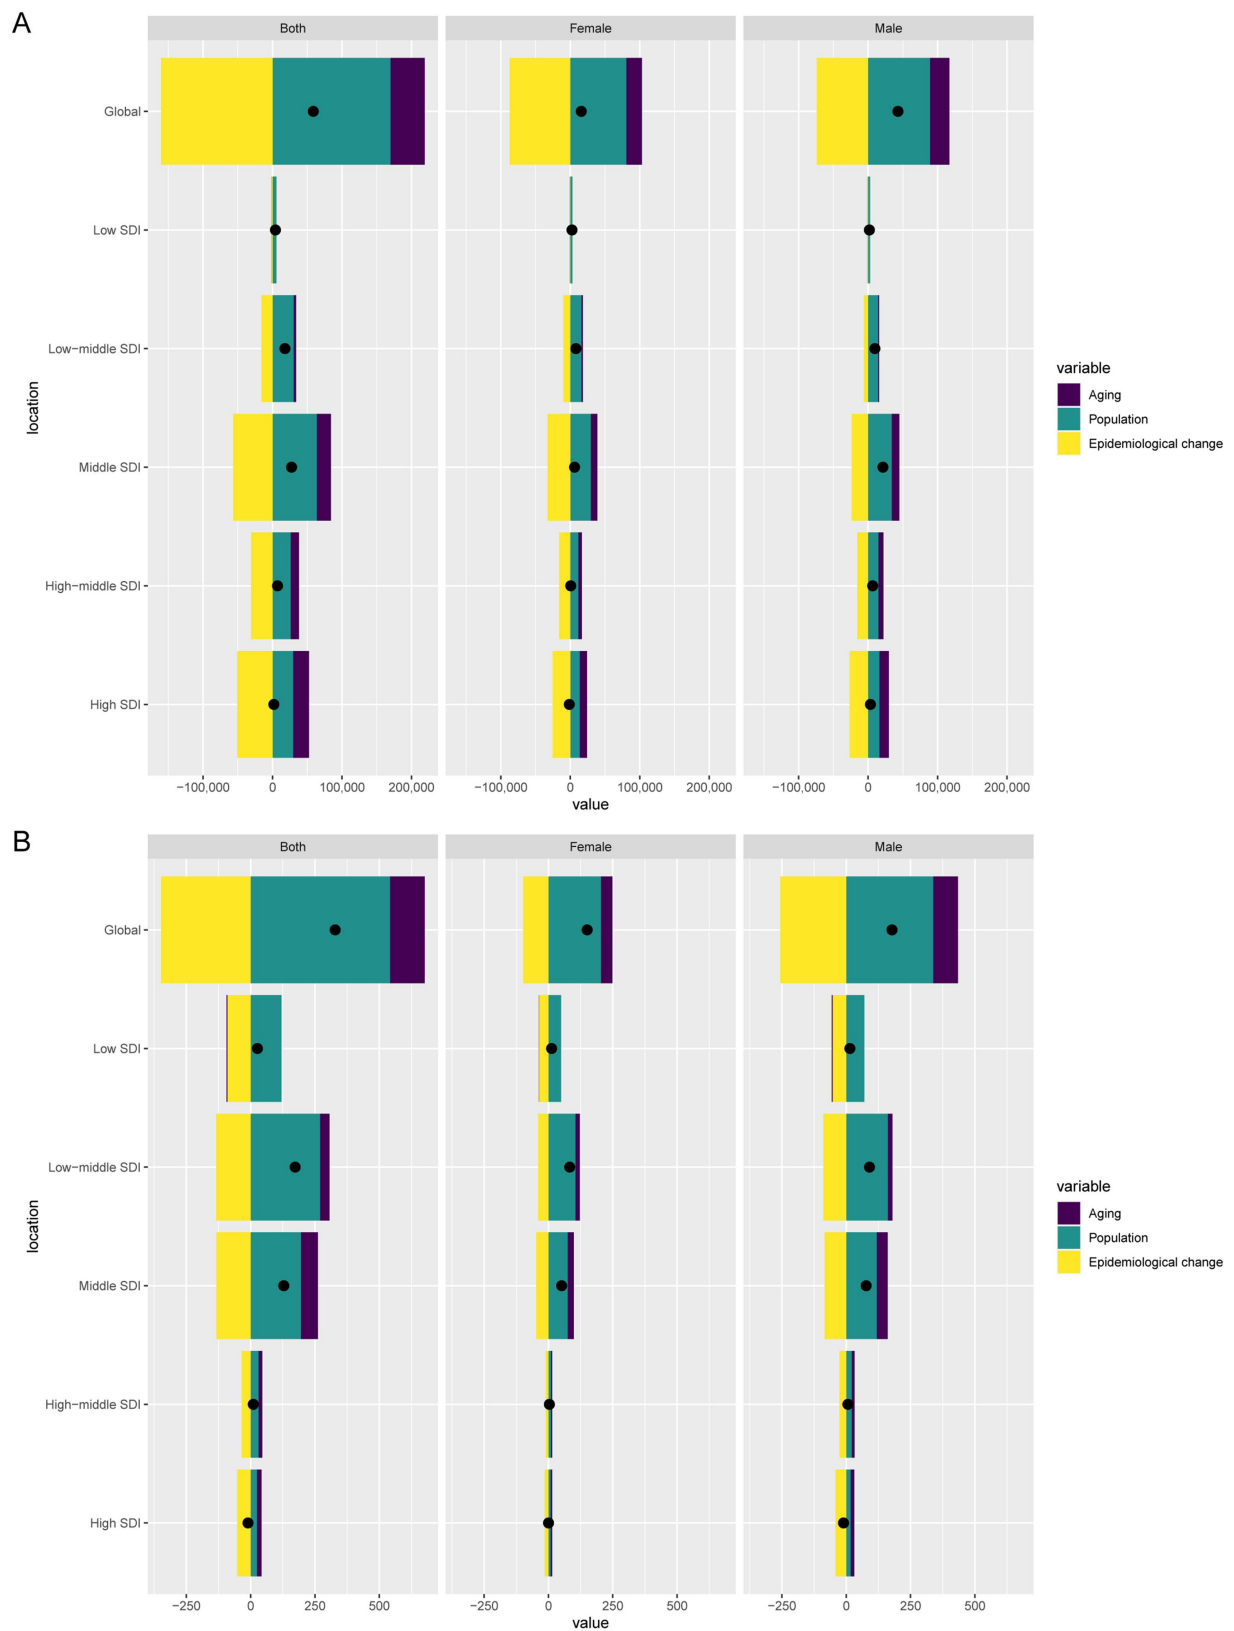 A
Both
Female
Male
Global
Low SDI
Low−middle SDI
Middle SDI
High−middle SDI
High SDI
location
−100,000 0 100,000 200,000
−100,000 0 100,000 200,000
−100,000 0 100,000 200,000
value
variable
Aging
Population
Epidemiological change
B
Both
Female
Male
Global
Low SDI
Low−middle SDI
Middle SDI
High−middle SDI
High SDI
location
−250 0 250 500
−250 0 250 500
−250 0 250 500
value
variable
Aging
Population
Epidemiological change